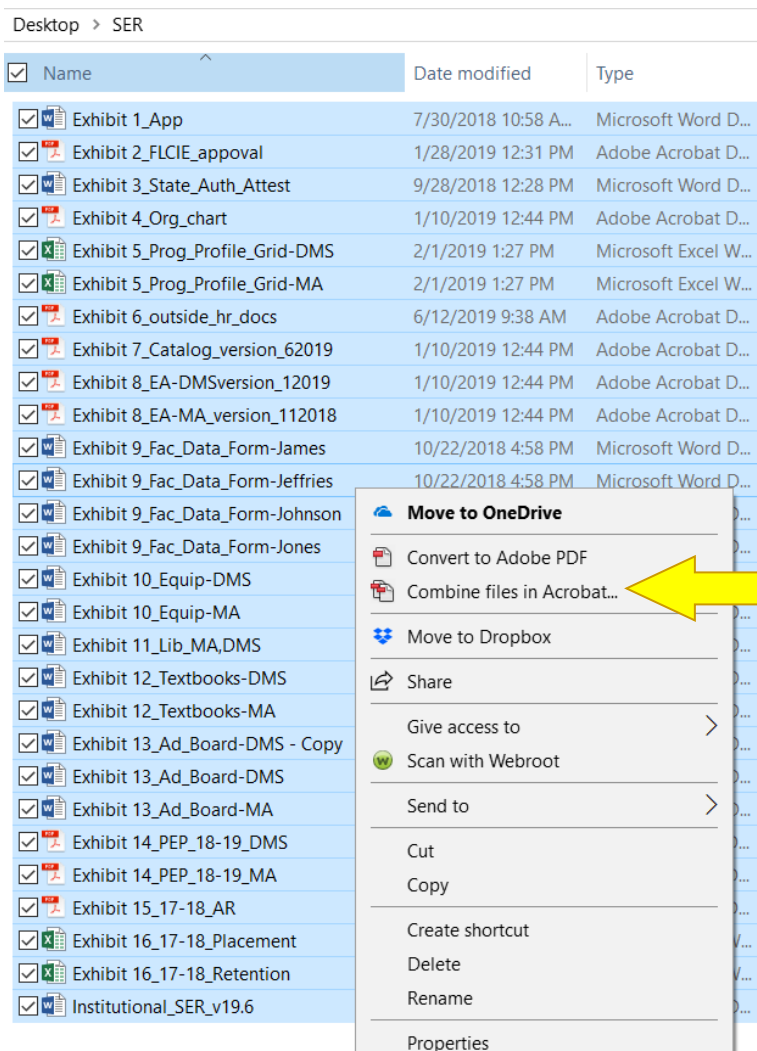 Desktop > SER
Name Date modified Type
Exhibit 1_App 7/30/2018 10:58 A... Microsoft Word D...
Exhibit 2_FLCIE_appoval 1/28/2019 12:31 PM Adobe Acrobat D...
Exhibit 3_State_Auth_Attest 9/28/2018 12:28 PM Microsoft Word D...
Exhibit 4_Org_chart 1/10/2019 12:44 PM Adobe Acrobat D...
Exhibit 5_Prog_Profile_Grid-DMS 2/1/2019 1:27 PM Microsoft Excel W...
Exhibit 5_Prog_Profile_Grid-MA 2/1/2019 1:27 PM Microsoft Excel W...
Exhibit 6_outside_hr_docs 6/12/2019 9:38 AM Adobe Acrobat D...
Exhibit 7_Catalog_version_62019 1/10/2019 12:44 PM Adobe Acrobat D...
Exhibit 8_EA-DMSversion_12019 1/10/2019 12:44 PM Adobe Acrobat D...
Exhibit 8_EA-MA_version_112018 1/10/2019 12:44 PM Adobe Acrobat D...
Exhibit 9_Fac_Data_Form-James 10/22/2018 4:58 PM Microsoft Word D...
Exhibit 9_Fac_Data_Form-Jeffries 10/22/2018 4:58 PM Microsoft Word D...
Exhibit 9_Fac_Data_Form-Johnson
Exhibit 9_Fac_Data_Form-Jones
Exhibit 10_Equip-DMS
Exhibit 10_Equip-MA
Exhibit 11_Lib_MA,DMS
Exhibit 12_Textbooks-DMS
Exhibit 12_Textbooks-MA
Exhibit 13_Ad_Board-DMS - Copy
Exhibit 13_Ad_Board-DMS
Exhibit 13_Ad_Board-MA
Exhibit 14_PEP_18-19_DMS
Exhibit 14_PEP_18-19_MA
Exhibit 15_17-18_AR
Exhibit 16_17-18_Placement
Exhibit 16_17-18_Retention
Institutional_SER_v19.6
Move to OneDrive
Convert to Adobe PDF
Combine files in Acrobat...
Move to Dropbox
Share
Give access to
Scan with Webroot
Send to
Cut
Copy
Create shortcut
Delete
Rename
Properties